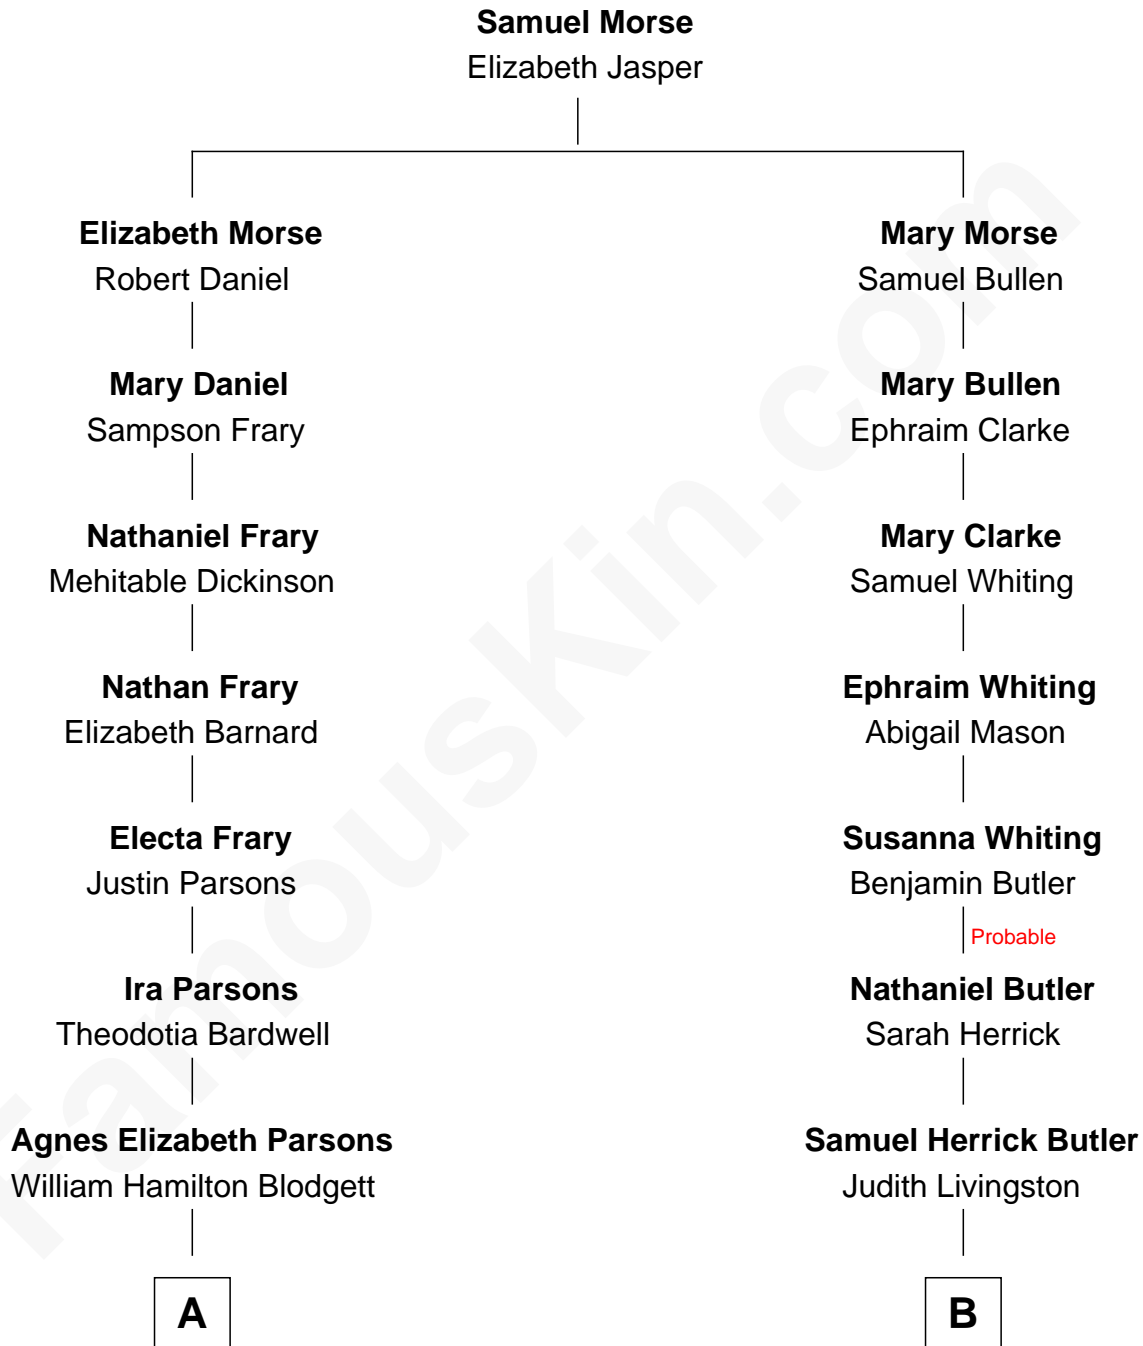 Samuel Morse
Elizabeth Jasper
Elizabeth Morse
Robert Daniel
Mary Daniel
Sampson Frary
Nathaniel Frary
Mehitable Dickinson
Nathan Frary
Elizabeth Barnard
Electa Frary
Justin Parsons
Ira Parsons
Theodotia Bardwell
Agnes Elizabeth Parsons
William Hamilton Blodgett
A
Mary Morse
Samuel Bullen
Mary Bullen
Ephraim Clarke
Mary Clarke
Samuel Whiting
Ephraim Whiting
Abigail Mason
Susanna Whiting
Benjamin Butler
Probable
Nathaniel Butler
Sarah Herrick
Samuel Herrick Butler
Judith Livingston
B
FamousKin.com